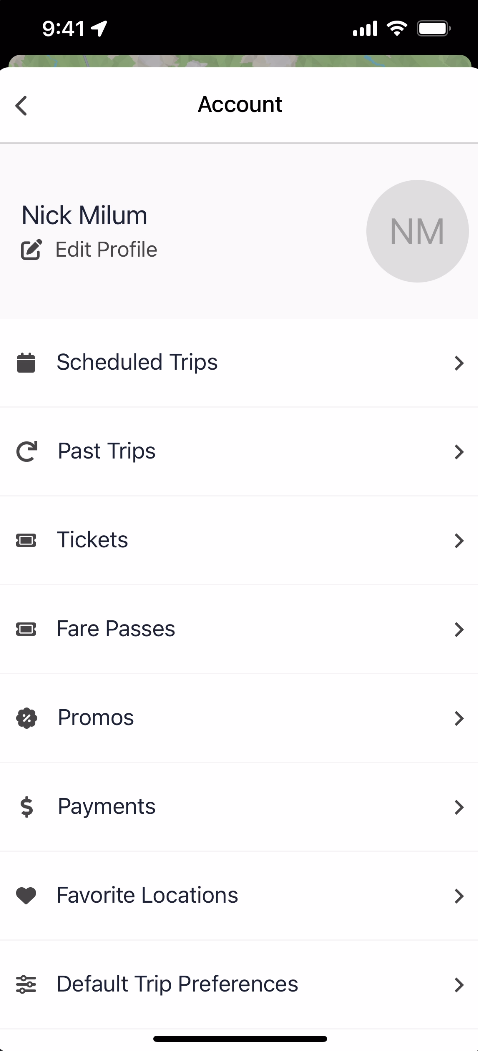 9:41
Account
Nick Milum
NM
Edit Profile
Scheduled Trips
Past Trips
Tickets
Fare Passes
Promos
Payments
Favorite Locations
Default Trip Preferences